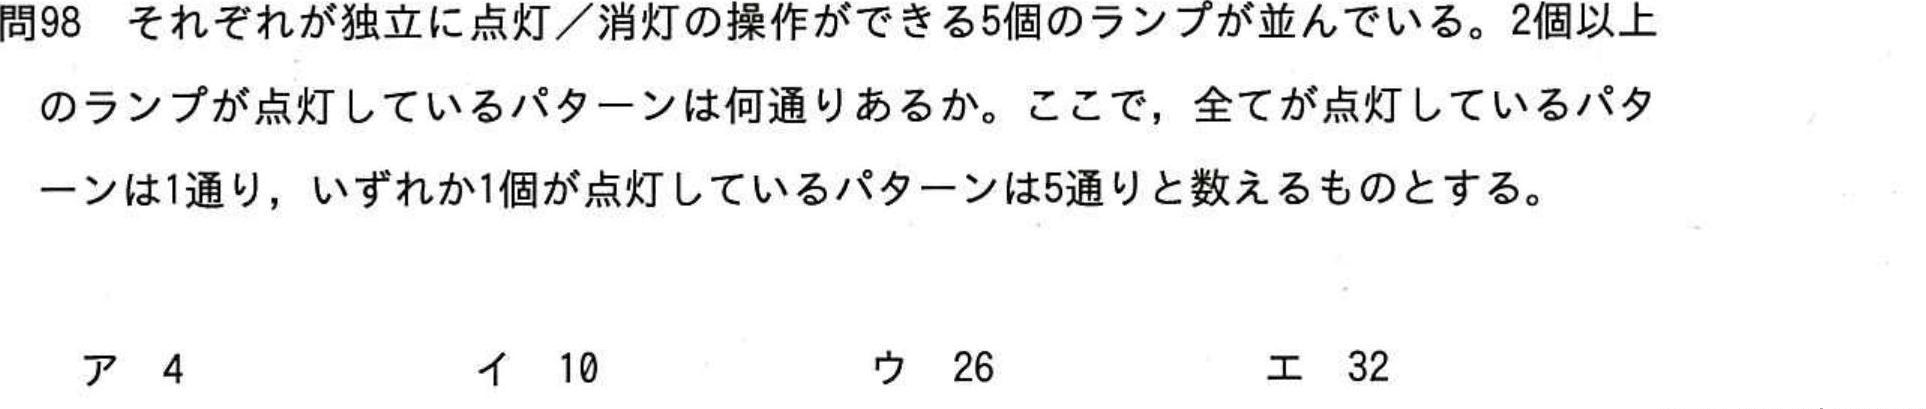 問98　それぞれが独立に点灯／消灯の操作ができる5個のランプが並んでいる。2個以上
のランプが点灯しているパターンは何通りあるか。ここで，全てが点灯しているパタ
ーンは1通り，いずれか1個が点灯しているパターンは5通りと数えるものとする。
ア　4　イ　10　ウ　26　エ　32